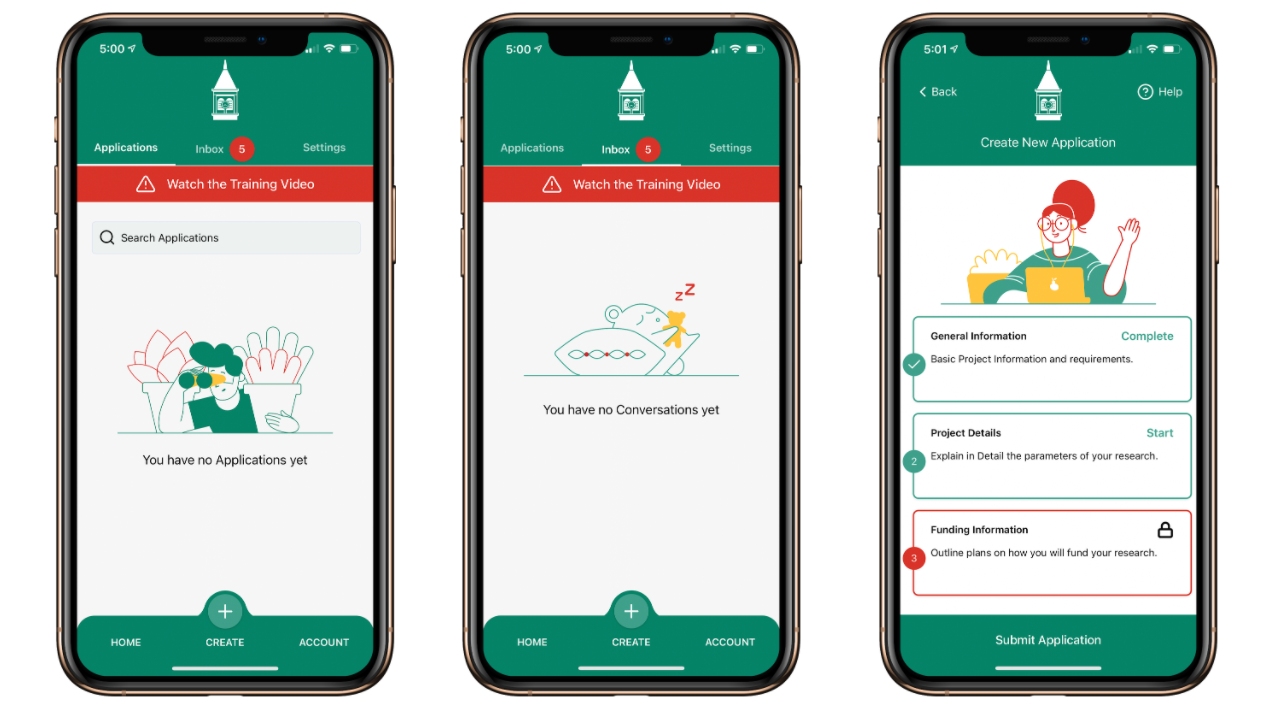 5:00
Applications
Inbox
5
Settings
Watch the Training Video
Search Applications
You have no Applications yet
HOME
CREATE
ACCOUNT
5:00
Applications
Inbox
5
Settings
Watch the Training Video
zZ
You have no Conversations yet
HOME
CREATE
ACCOUNT
5:01
Back
Help
Create New Application
General Information
Complete
Basic Project Information and requirements.
Project Details
Start
2
Explain in Detail the parameters of your research.
Funding Information
3
Outline plans on how you will fund your research.
Submit Application